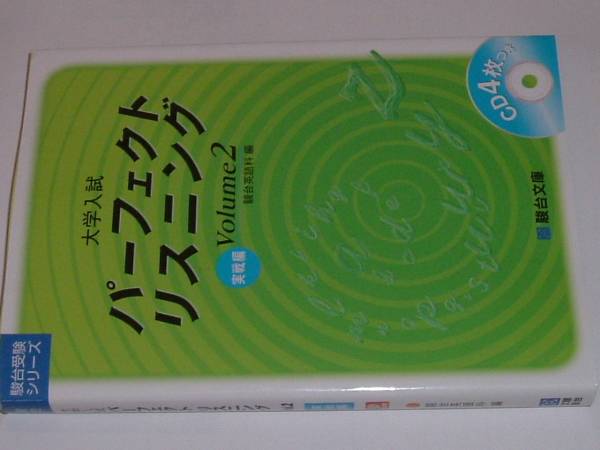 駿台受験
シリーズ
大学入試
パーフェクト
リスニング
実戦編
Volume 2
駿台英語科 編
CD4枚つき
駿台文庫